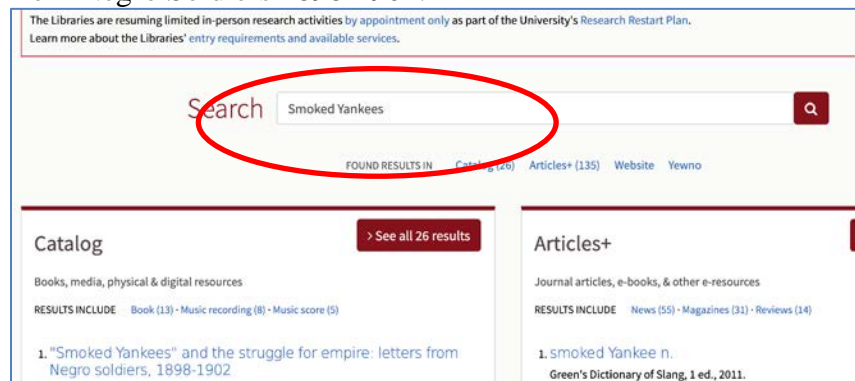 The Libraries are resuming limited in-person research activities by appointment only as part of the University's Research Restart Plan.
Learn more about the Libraries' entry requirements and available services.
Search
Smoked Yankees
FOUND RESULTS IN Catalog (26) Articles+ (135) Website Yewno
Catalog
> See all 26 results
Books, media, physical & digital resources
RESULTS INCLUDE Book (13) · Music recording (8) · Music score (5)
1. "Smoked Yankees" and the struggle for empire: letters from
Negro soldiers, 1898-1902
Articles+
Journal articles, e-books, & other e-resources
RESULTS INCLUDE News (55) · Magazines (31) · Reviews (14)
1. smoked Yankee n.
Green's Dictionary of Slang, 1 ed., 2011.